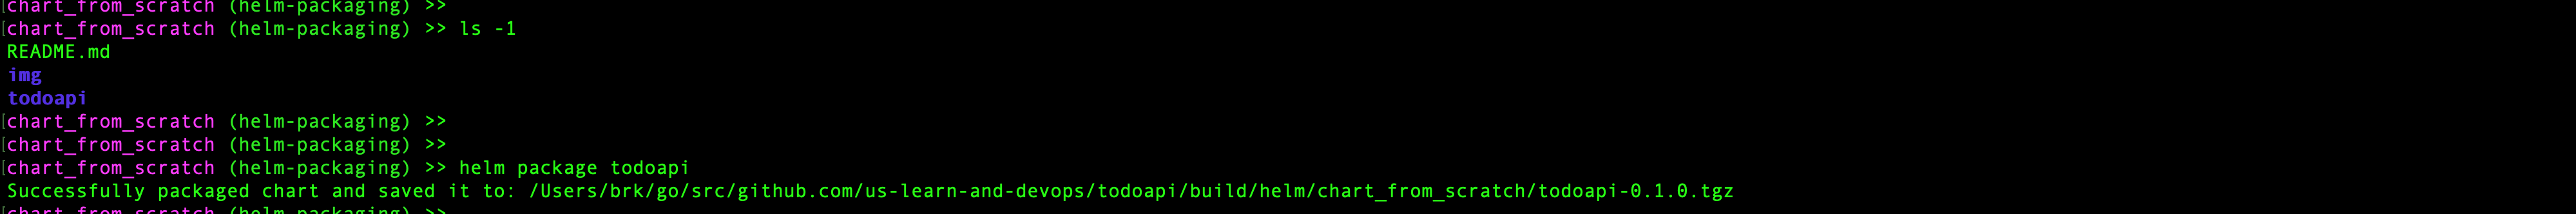 [chart_from_scratch (helm-packaging) >>
[chart_from_scratch (helm-packaging) >> ls -1
README.md
img
todoapi
[chart_from_scratch (helm-packaging) >>
[chart_from_scratch (helm-packaging) >>
[chart_from_scratch (helm-packaging) >> helm package todoapi
Successfully packaged chart and saved it to: /Users/brk/go/src/github.com/us-learn-and-devops/todoapi/build/helm/chart_from_scratch/todoapi-0.1.0.tgz
[chart_from_scratch (helm-packaging) >>